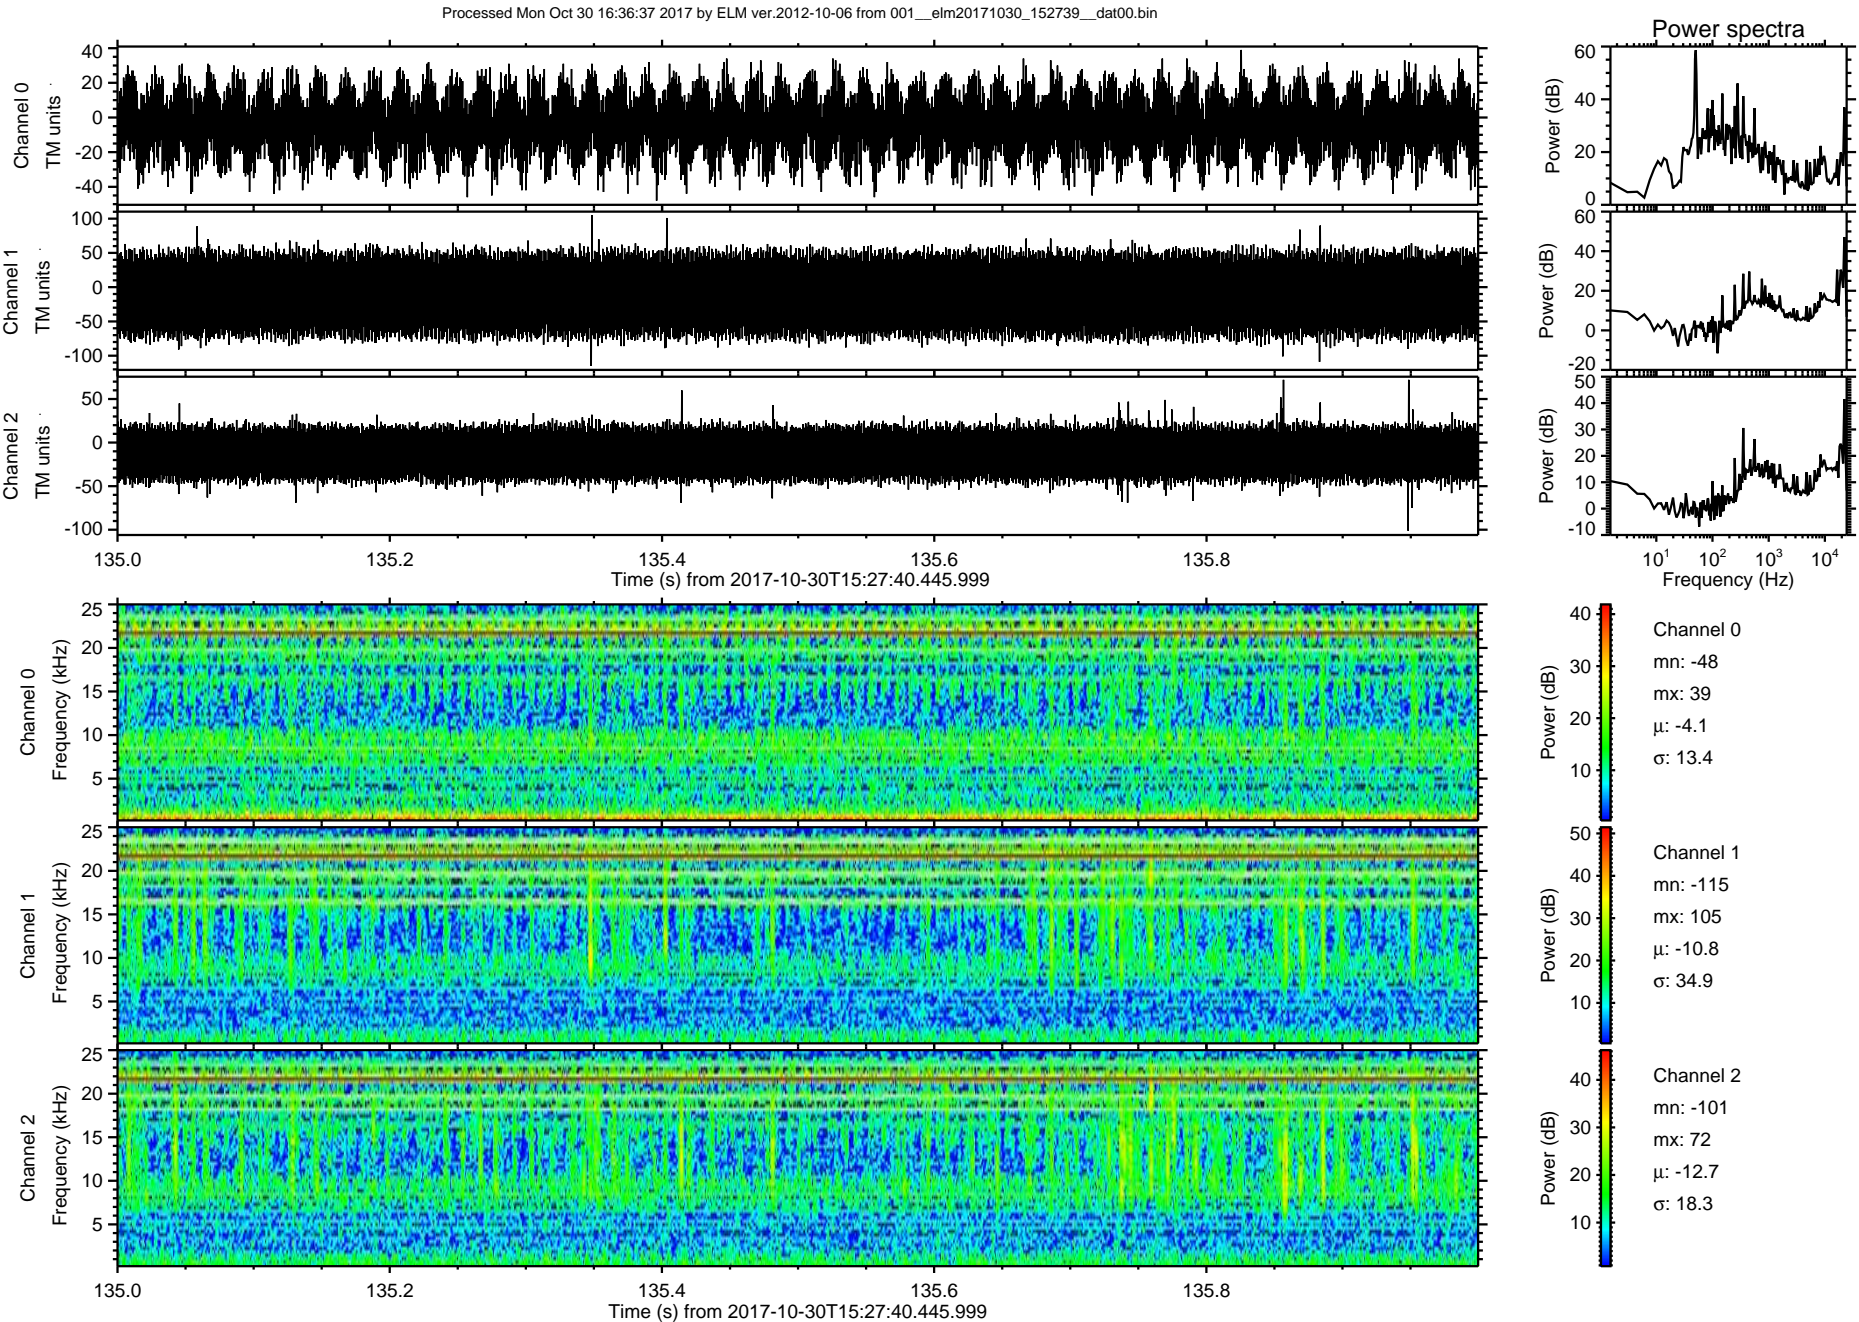 Processed Mon Oct 30 16:36:37 2017 by ELM ver.2012-10-06 from 001__elm20171030_152739__dat00.bin
Power spectra
Channel 0
TM units
40
20
0
-20
-40
Power (dB)
60
40
20
0
Channel 1
TM units
100
50
0
-50
-100
Power (dB)
60
40
20
0
-20
Channel 2
TM units
50
0
-50
-100
Power (dB)
50
40
30
20
10
0
-10
135.0 135.2 135.4 135.6 135.8
Time (s) from 2017-10-30T15:27:40.445.999
10^1 10^2 10^3 10^4
Frequency (Hz)
Channel 0
Frequency (kHz)
25
20
15
10
5
Power (dB)
40
30
20
10
Channel 0
mn: -48
mx: 39
μ: -4.1
σ: 13.4
Channel 1
Frequency (kHz)
25
20
15
10
5
Power (dB)
50
40
30
20
10
Channel 1
mn: -115
mx: 105
μ: -10.8
σ: 34.9
Channel 2
Frequency (kHz)
25
20
15
10
5
Power (dB)
40
30
20
10
Channel 2
mn: -101
mx: 72
μ: -12.7
σ: 18.3
135.0 135.2 135.4 135.6 135.8
Time (s) from 2017-10-30T15:27:40.445.999